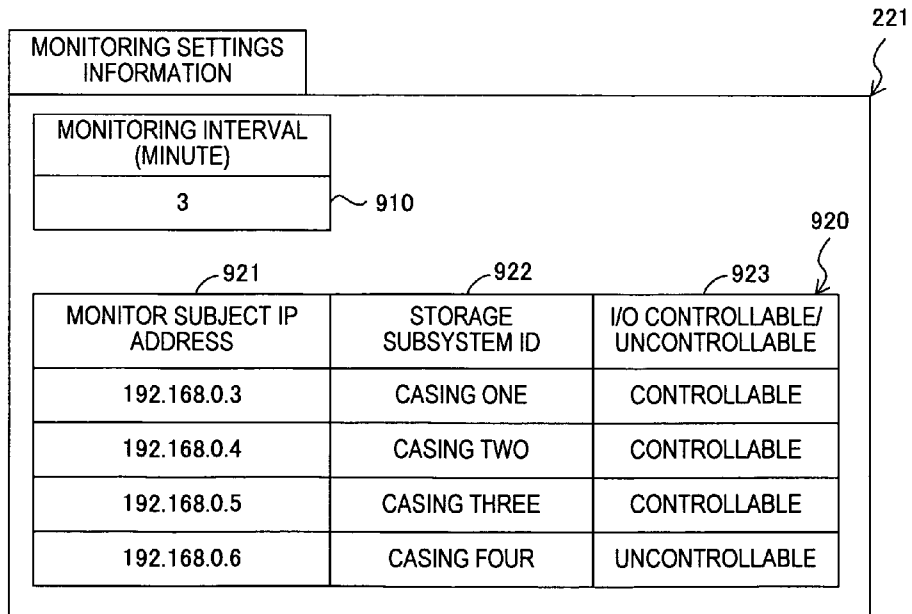 221
MONITORING SETTINGS
INFORMATION
MONITORING INTERVAL
(MINUTE)
3
910
920
921
922
923
MONITOR SUBJECT IP
ADDRESS
STORAGE
SUBSYSTEM ID
I/O CONTROLLABLE/
UNCONTROLLABLE
192.168.0.3 CASING ONE CONTROLLABLE
192.168.0.4 CASING TWO CONTROLLABLE
192.168.0.5 CASING THREE CONTROLLABLE
192.168.0.6 CASING FOUR UNCONTROLLABLE